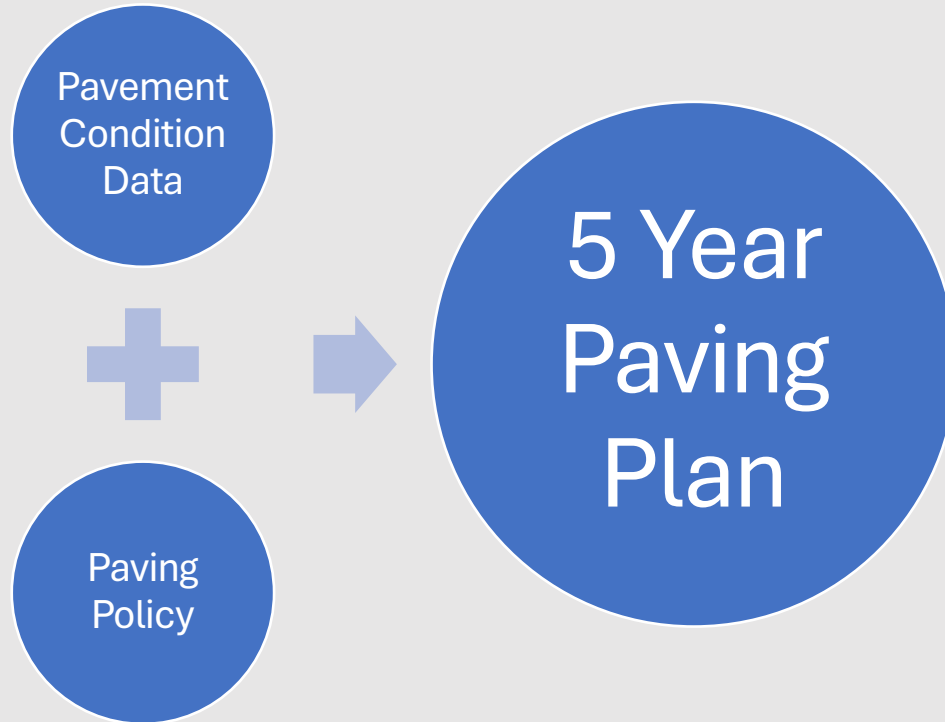 Pavement
Condition
Data
Paving
Policy
5 Year
Paving
Plan